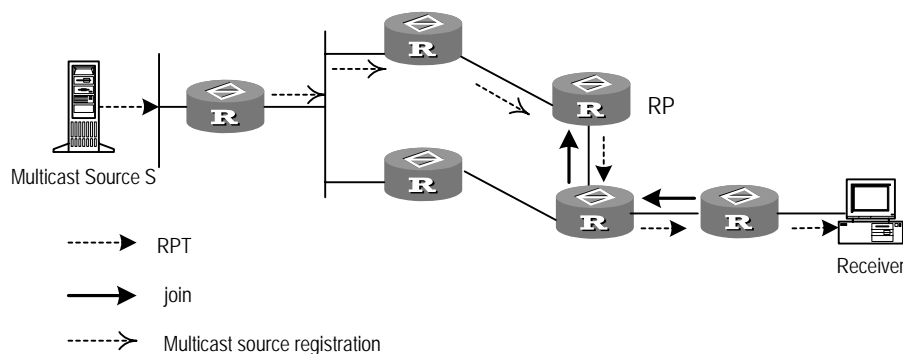 R
R
RP
R
Multicast Source S
R
R
R
Receiver
RPT
join
Multicast source registration